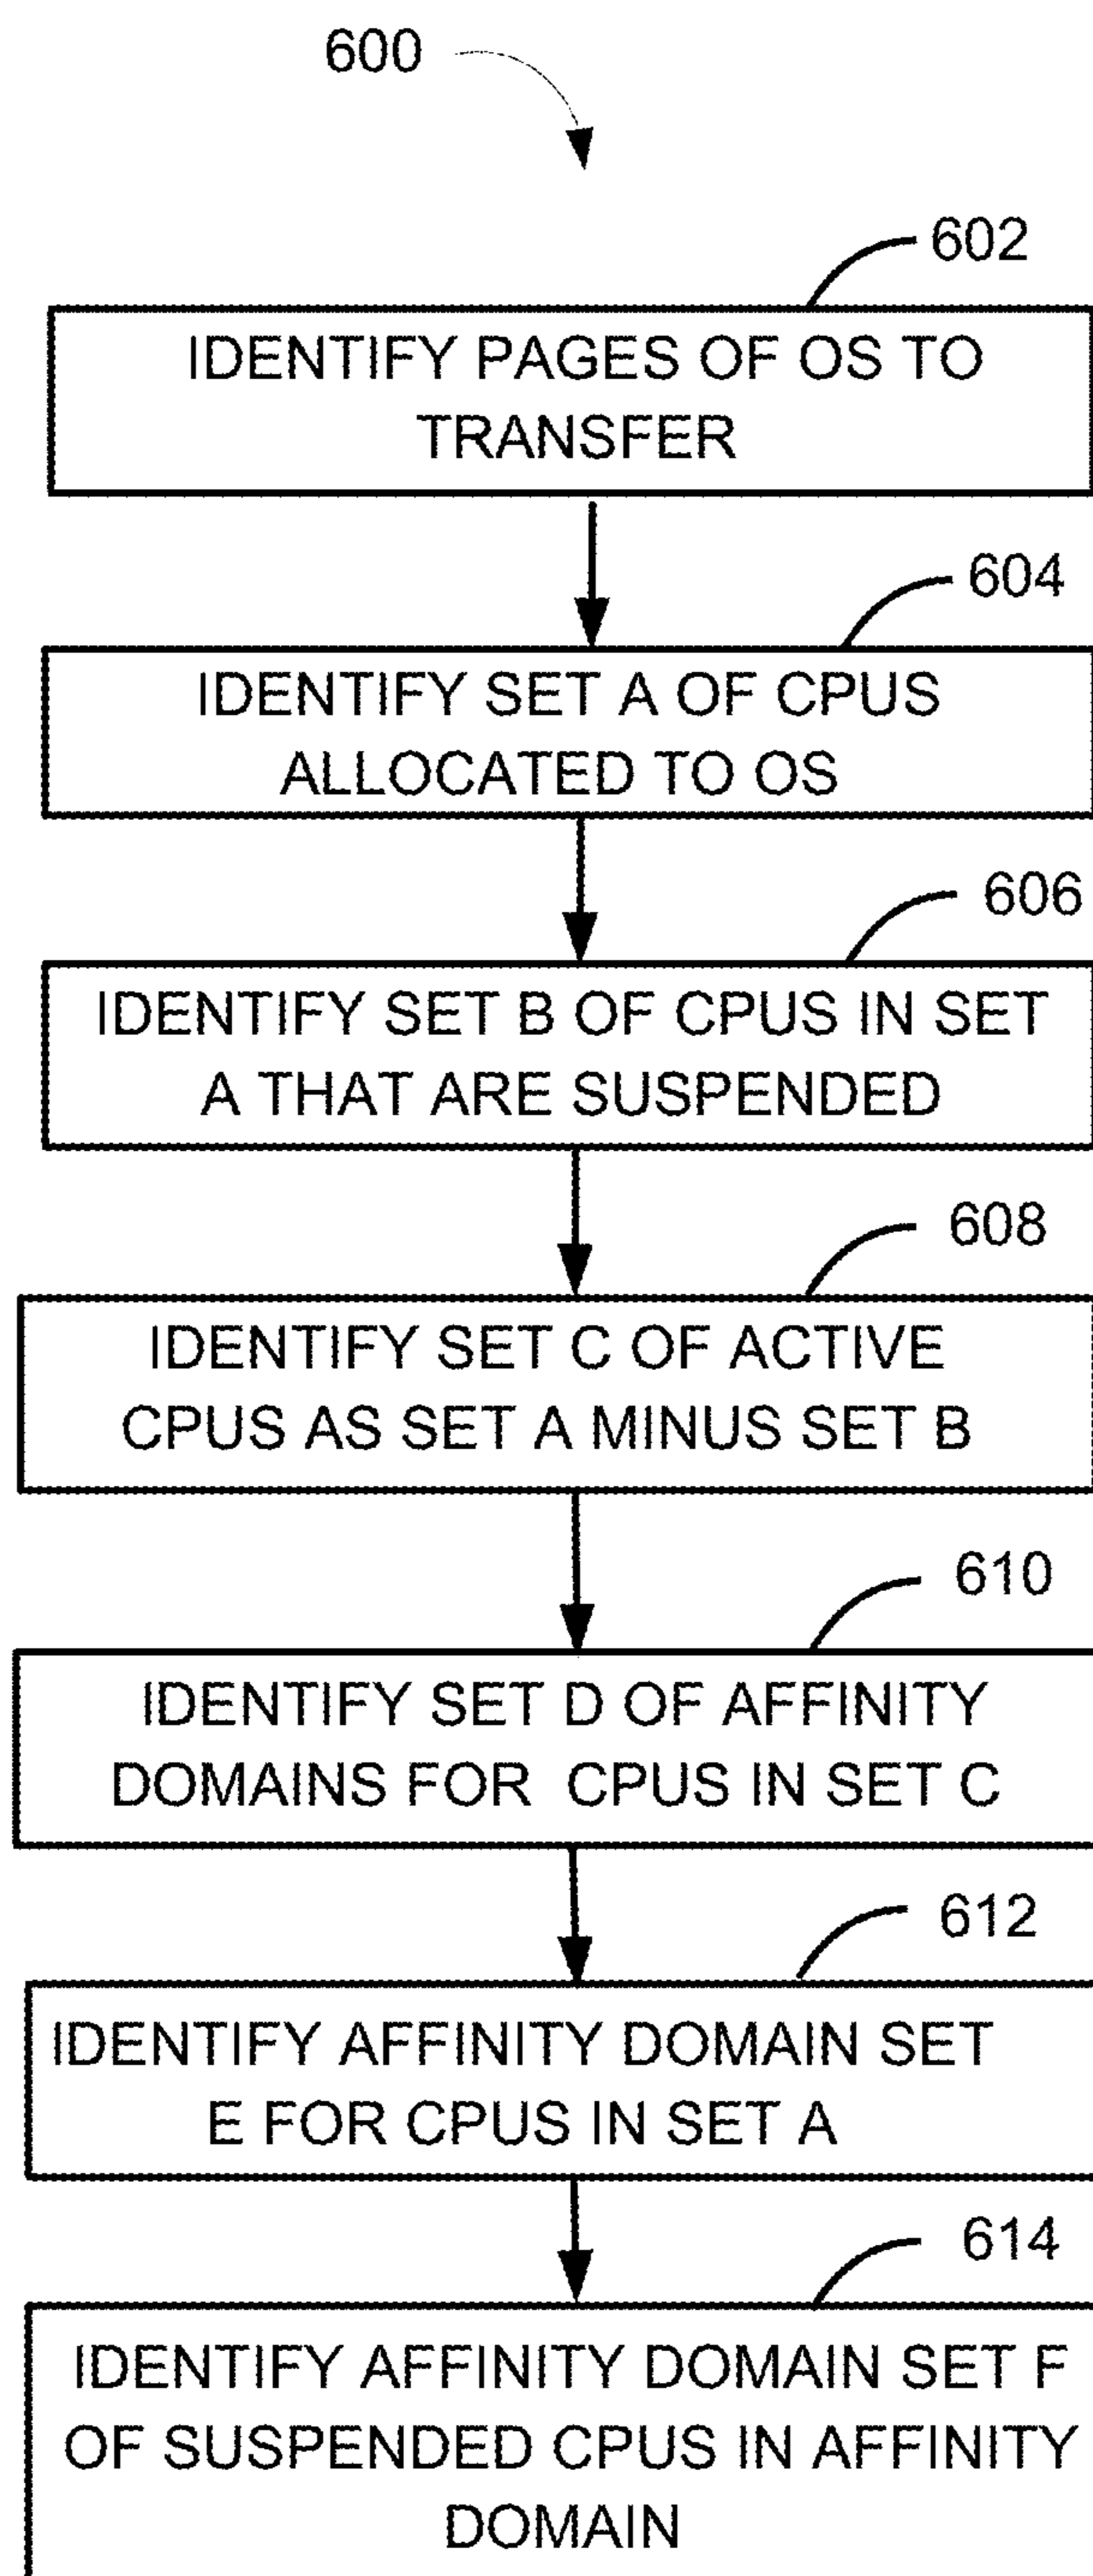 600
602
IDENTIFY PAGES OF OS TO
TRANSFER
604
IDENTIFY SET A OF CPUS
ALLOCATED TO OS
606
IDENTIFY SET B OF CPUS IN SET
A THAT ARE SUSPENDED
608
IDENTIFY SET C OF ACTIVE
CPUS AS SET A MINUS SET B
610
IDENTIFY SET D OF AFFINITY
DOMAINS FOR CPUS IN SET C
612
IDENTIFY AFFINITY DOMAIN SET
E FOR CPUS IN SET A
614
IDENTIFY AFFINITY DOMAIN SET F
OF SUSPENDED CPUS IN AFFINITY
DOMAIN